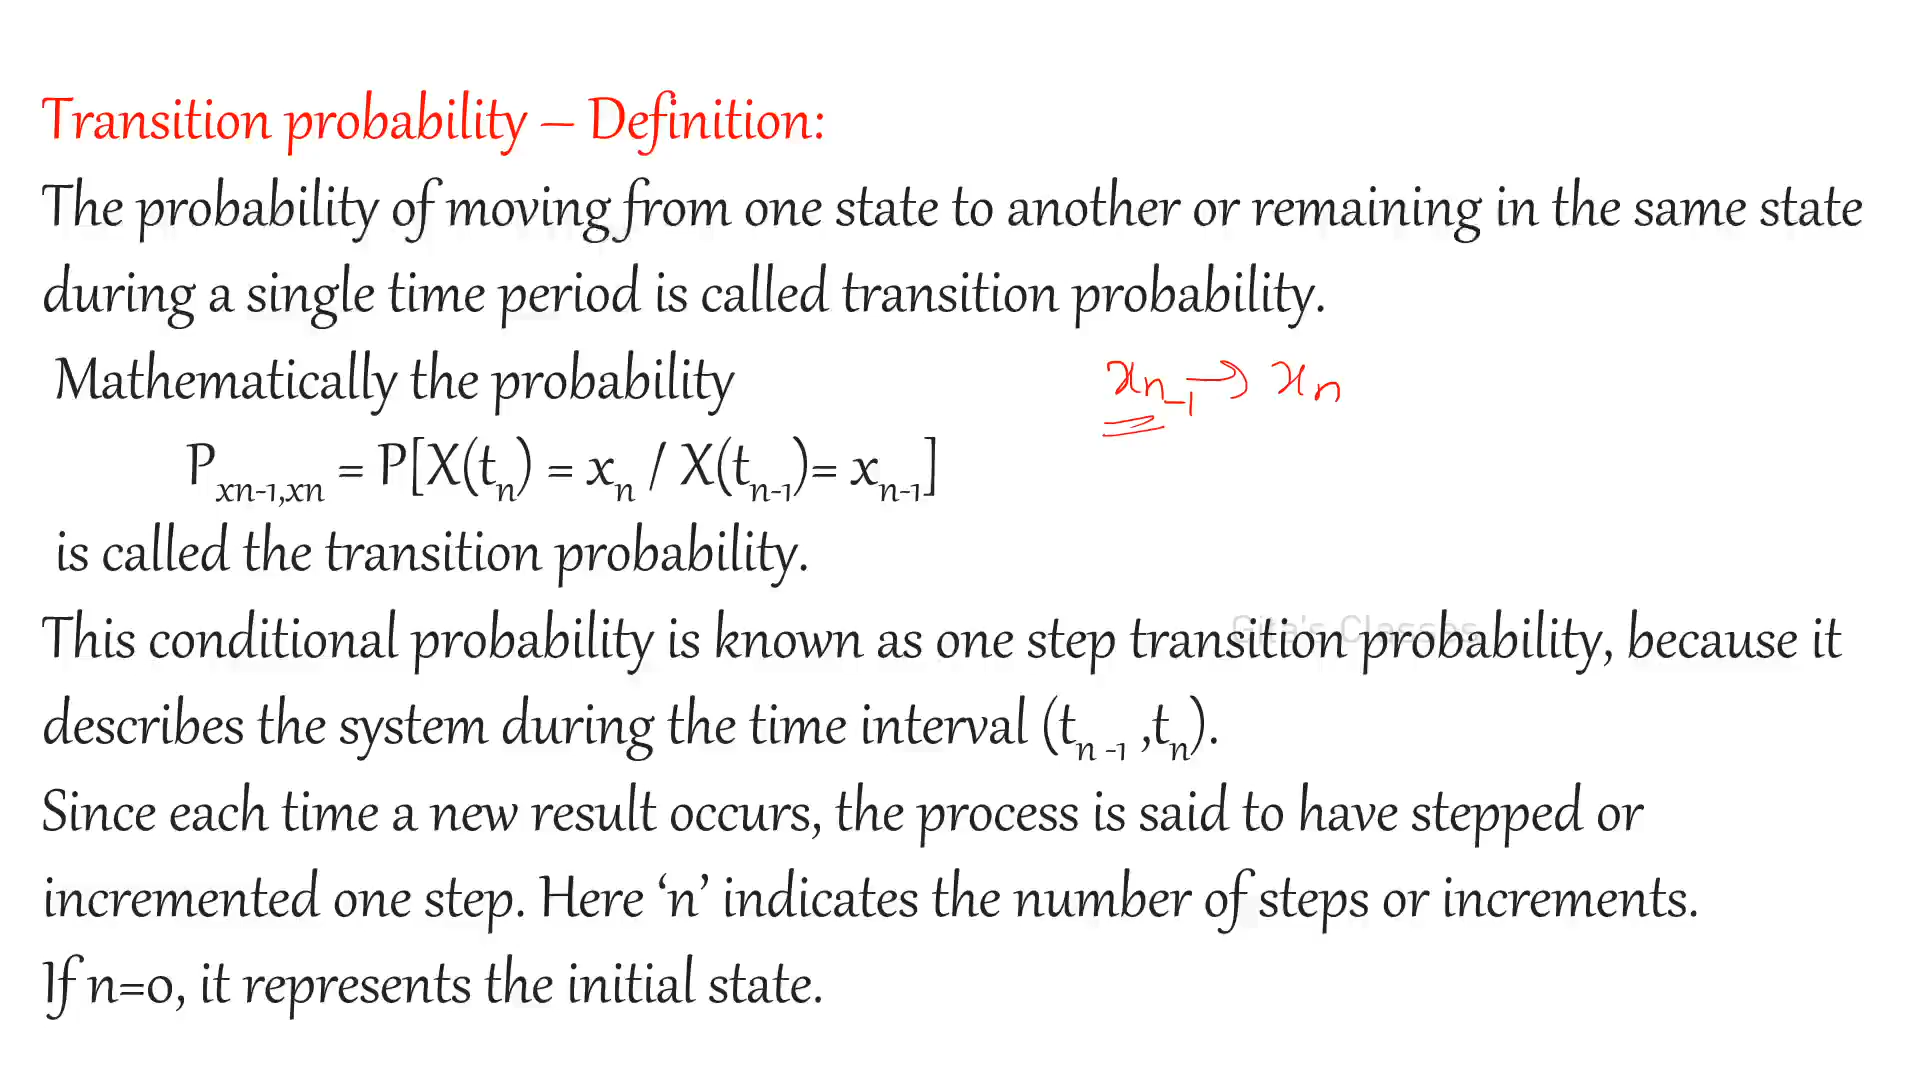 Transition probability – Definition:
The probability of moving from one state to another or remaining in the same state
during a single time period is called transition probability.
Mathematically the probability
xn-1 → xn
Pxn-1,xn = P[X(tn) = xn / X(tn-1)= xn-1]
is called the transition probability.
Gita's Classes
This conditional probability is known as one step transition probability, because it
describes the system during the time interval (tn -1 ,tn).
Since each time a new result occurs, the process is said to have stepped or
incremented one step. Here ‘n’ indicates the number of steps or increments.
If n=0, it represents the initial state.